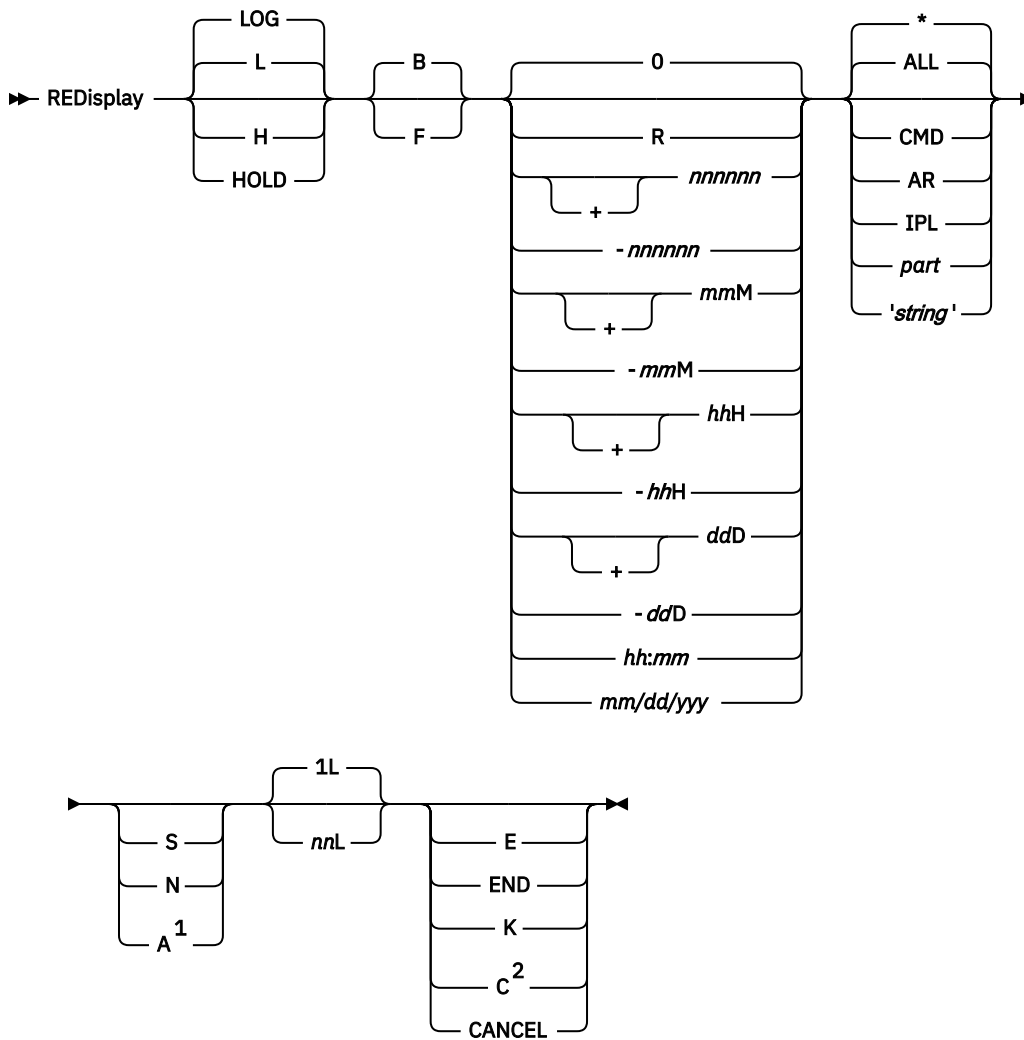 LOG
L
REDisplay
H
HOLD
B
F
0
R
+ nnnnnn
-nnnnnn
+ mmM
-mmM
+ hhH
-hhH
+ ddD
-ddD
hh:mm
mm/dd/yyy
*
ALL
CMD
AR
IPL
part
'string'
S
N
A1
1L
nnL
E
END
K
C2
CANCEL